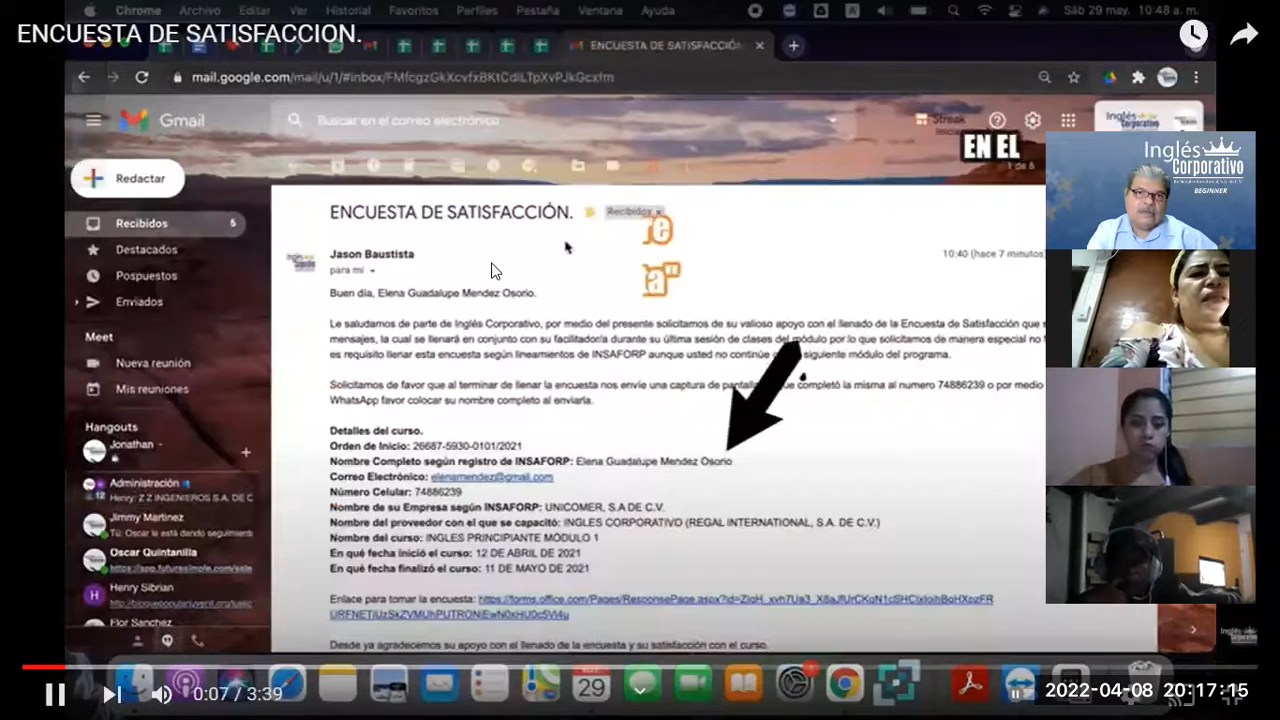 Chrome Archivo Editar Ver Historial Favoritos Perfiles Pestaña Ventana Ayuda Sáb 29 may. 10:48 a. m.
ENCUESTA DE SATISFACCION.
ENCUESTA DE SATISFACCIÓN
Gmail
Buscar en el correo electrónico
Streak
Inglés Corporativo
EN EL
Inglés Corporativo
BEGINNER
Redactar
ENCUESTA DE SATISFACCIÓN. Recibidos
Recibidos 5
Destacados
Pospuestos
Enviados
Jason Baustista 10:40 (hace 7 minutos)
para mí
Buen día, Elena Guadalupe Mendez Osorio.
Le saludamos de parte de Inglés Corporativo, por medio del presente solicitamos de su valioso apoyo con el llenado de la Encuesta de Satisfacción que
mensajes, la cual se llenará en conjunto con su facilitador/a durante su última sesión de clases del módulo por lo que solicitamos de manera especial no
es requisito llenar esta encuesta según lineamientos de INSAFORP aunque usted no continúe siguiente módulo del programa.
Solicitamos de favor que al terminar de llenar la encuesta nos envíe una captura de completó la misma al numero 74886239 o por medio
WhatsApp favor colocar su nombre completo al enviarla.
Detalles del curso.
Orden de Inicio: 26687-5930-0101/2021
Nombre Completo según registro de INSAFORP: Elena Guadalupe Mendez Osorio
Correo Electrónico: elenamendez@gmail.com
Número Celular: 74886239
Nombre de su Empresa según INSAFORP: UNICOMER, S.A DE C.V.
Nombre del proveedor con el que se capacitó: INGLES CORPORATIVO (REGAL INTERNATIONAL, S.A. DE C.V.)
Nombre del curso: INGLES PRINCIPIANTE MÓDULO 1
En qué fecha inició el curso: 12 DE ABRIL DE 2021
En qué fecha finalizó el curso: 11 DE MAYO DE 2021
Enlace para tomar la encuesta:
Desde ya agradecemos su apoyo con el llenado de la encuesta y su satisfacción con el curso.
Meet
Nueva reunión
Mis reuniones
Hangouts
Jonathan
Administración
Henry: Z Z INGENIEROS S.A. DE C
Jimmy Martinez
Tú: Oscar le está dando seguimiento
Oscar Quintanilla
Henry Sibrian
Flor Sanchez
29
0:07 / 3:39
2022-04-08 20:17:15